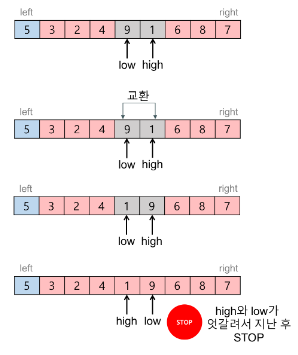 left right
5 3 2 4 9 1 6 8 7
low high
교환
left right
5 3 2 4 9 1 6 8 7
low high
left right
5 3 2 4 1 9 6 8 7
low high
left right
5 3 2 4 1 9 6 8 7
high low
STOP
high와 low가
엇갈려서 지난 후
STOP